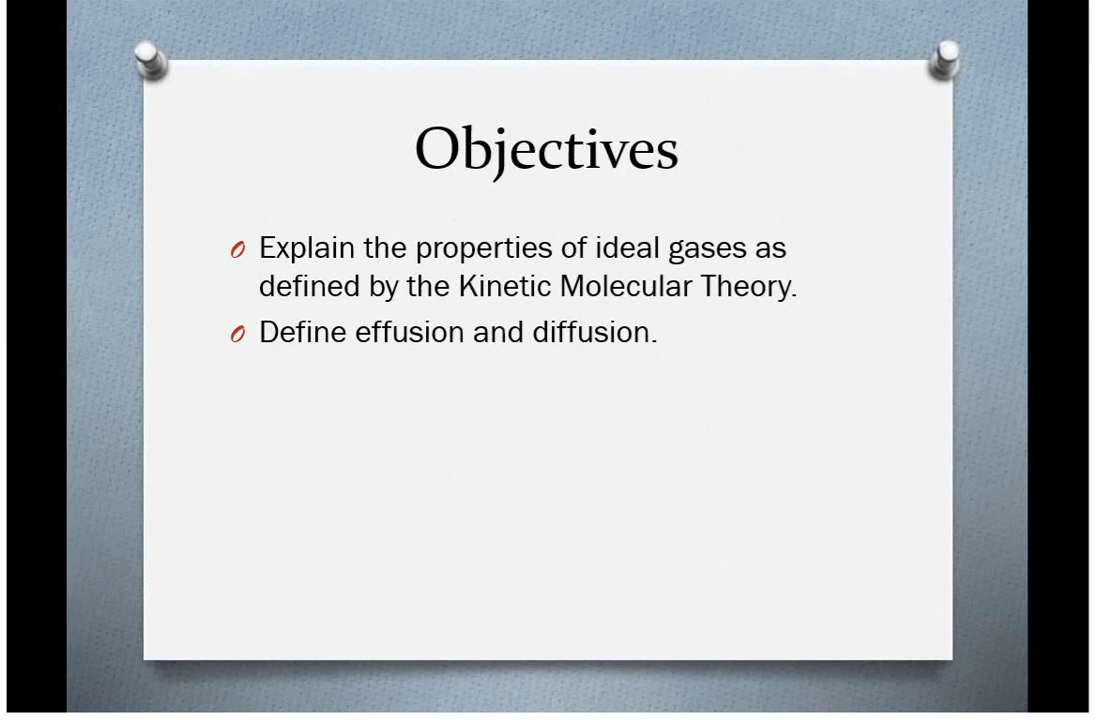 Objectives
Explain the properties of ideal gases as
defined by the Kinetic Molecular Theory.
Define effusion and diffusion.